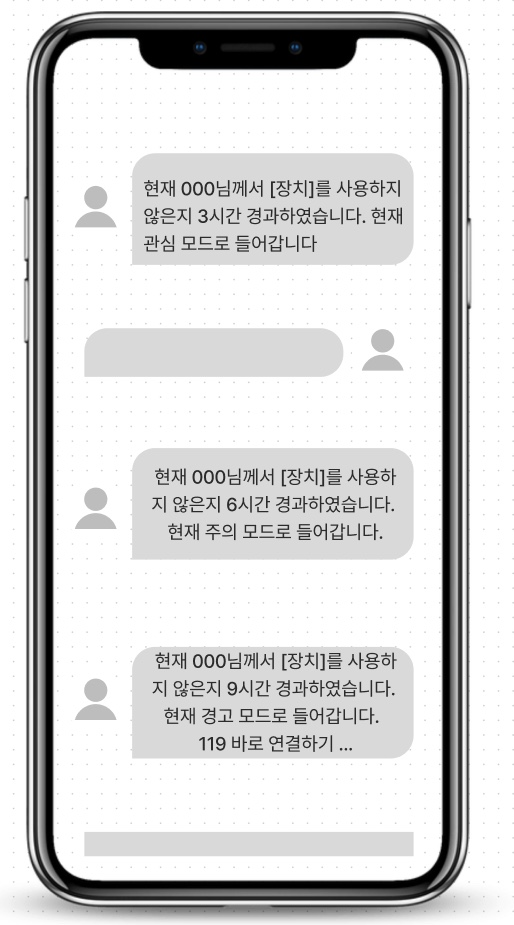 현재 000님께서 [장치]를 사용하지
않은지 3시간 경과하였습니다. 현재
관심 모드로 들어갑니다
현재 000님께서 [장치]를 사용하
지 않은지 6시간 경과하였습니다.
현재 주의 모드로 들어갑니다.
현재 000님께서 [장치]를 사용하
지 않은지 9시간 경과하였습니다.
현재 경고 모드로 들어갑니다.
119 바로 연결하기 ...